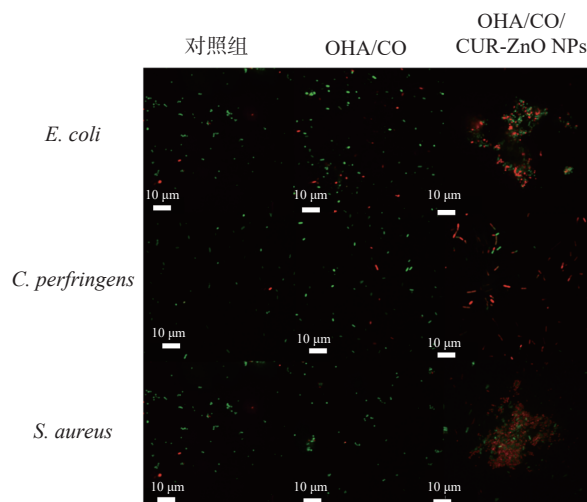 对照组
OHA/CO
OHA/CO/
CUR-ZnO NPs
E. coli
10 μm
10 μm
10 μm
C. perfringens
10 μm
10 μm
10 μm
S. aureus
10 μm
10 μm
10 μm